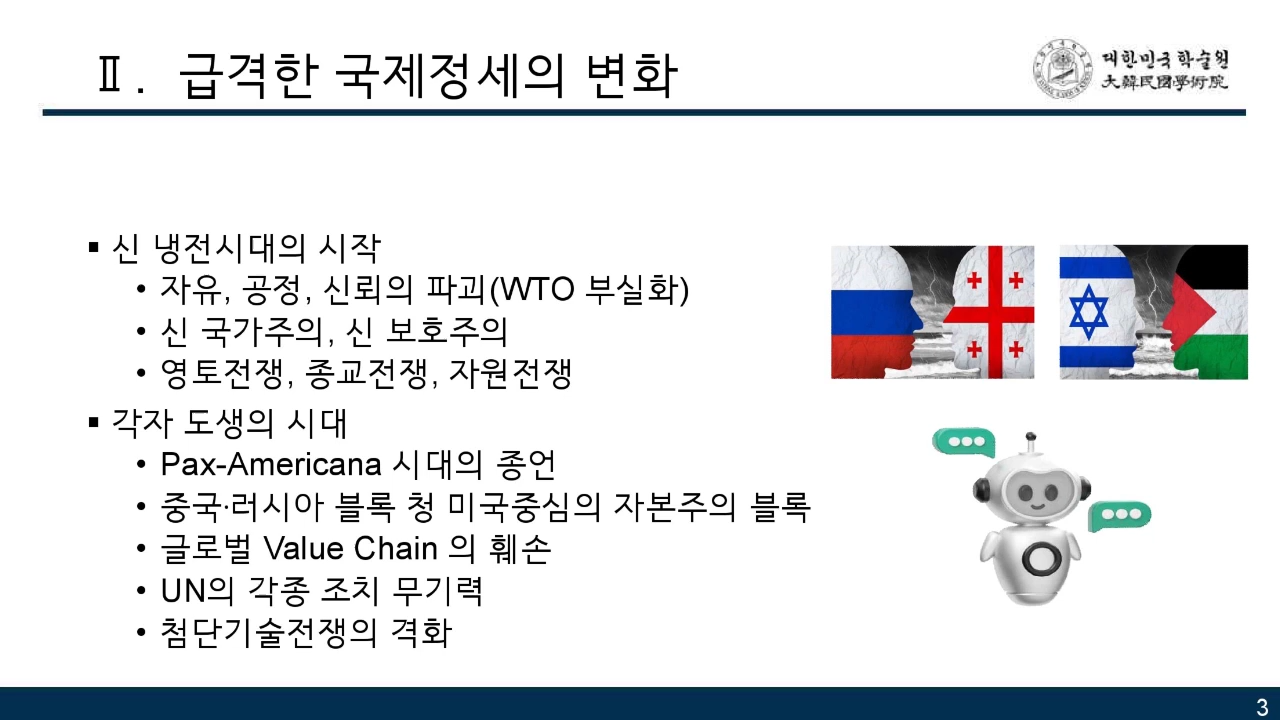 Ⅱ. 급격한 국제정세의 변화
대한민국학술원
大韓民國學術院
▪ 신 냉전시대의 시작
• 자유, 공정, 신뢰의 파괴(WTO 부실화)
• 신 국가주의, 신 보호주의
• 영토전쟁, 종교전쟁, 자원전쟁
▪ 각자 도생의 시대
• Pax-Americana 시대의 종언
• 중국·러시아 블록 청 미국중심의 자본주의 블록
• 글로벌 Value Chain 의 훼손
• UN의 각종 조치 무기력
• 첨단기술전쟁의 격화
3